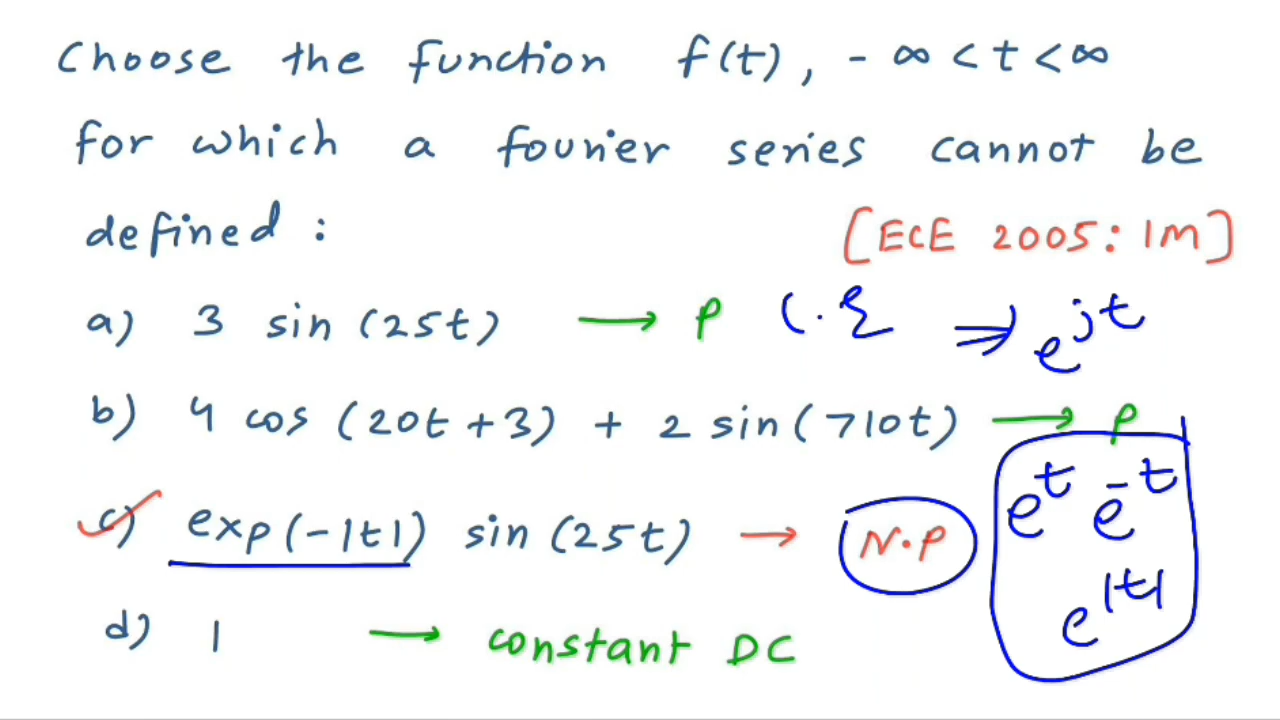 Choose the function f(t), -∞<t<∞
for which a fourier series cannot be
defined :
[ECE 2005: 1M]
a) 3 sin (25t) → P ⇒ e^jt
b) 4 cos (20t +3) + 2 sin(710t) → P
e^t e^-t
c) exp(-|t|) sin (25t) → N.P
e^|t|
d) 1 → constant DC